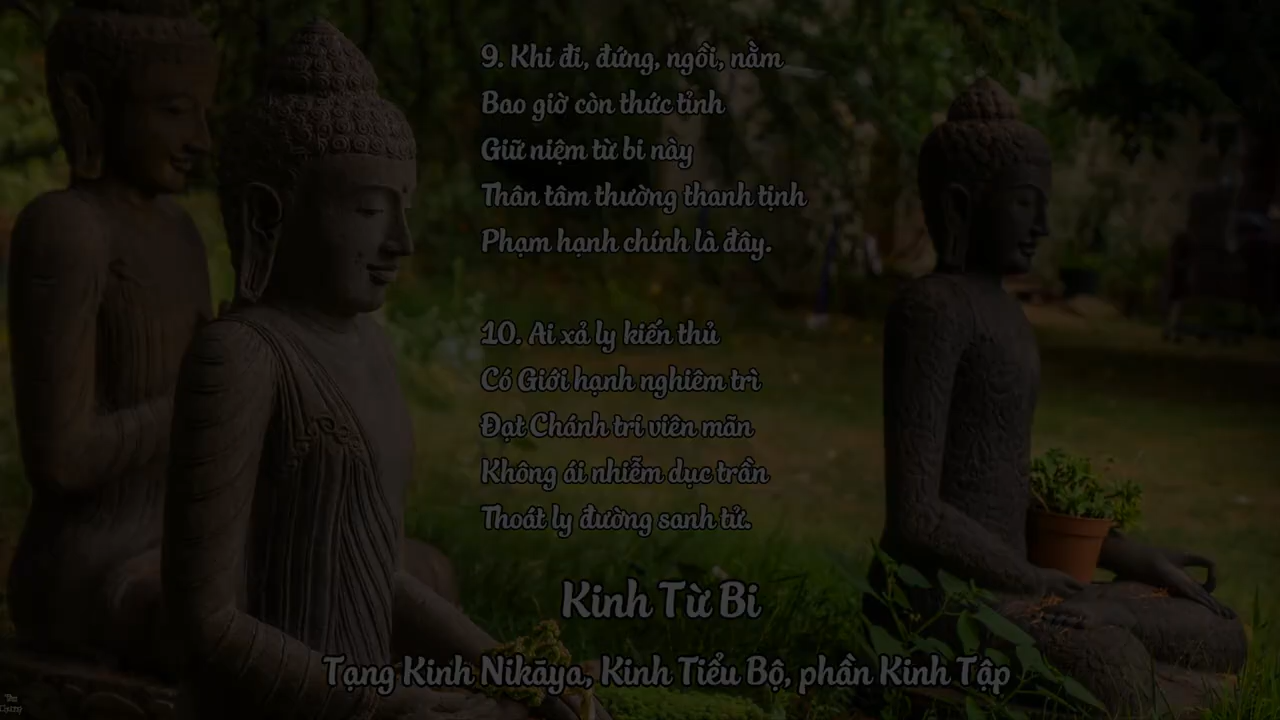 9. Khi đi, đứng, ngồi, nằm
Bao giờ còn thức tỉnh
Giữ niệm từ bi này
Thân tâm thường thanh tịnh
Phạm hạnh chính là đây.
10. Ai xả ly kiến thủ
Có Giới hạnh nghiêm trì
Đạt Chánh tri viên mãn
Không ái nhiễm dục trần
Thoát ly đường sanh tử.
Kinh Từ Bi
Tạng Kinh Nikāya, Kinh Tiểu Bộ, phần Kinh Tập